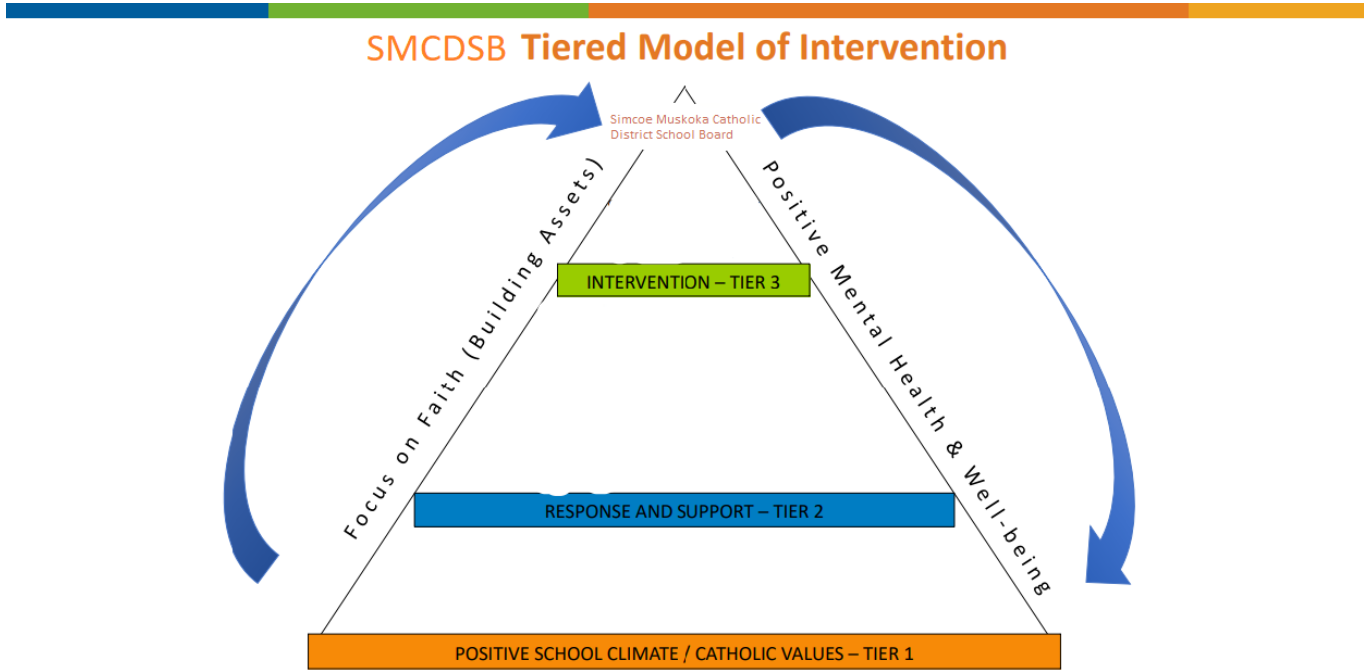 SMCDSB Tiered Model of Intervention
Simcoe Muskoka Catholic
District School Board
Focus on Faith (Building Assets)
Positive Mental Health & Well-being
INTERVENTION – TIER 3
RESPONSE AND SUPPORT – TIER 2
POSITIVE SCHOOL CLIMATE / CATHOLIC VALUES – TIER 1